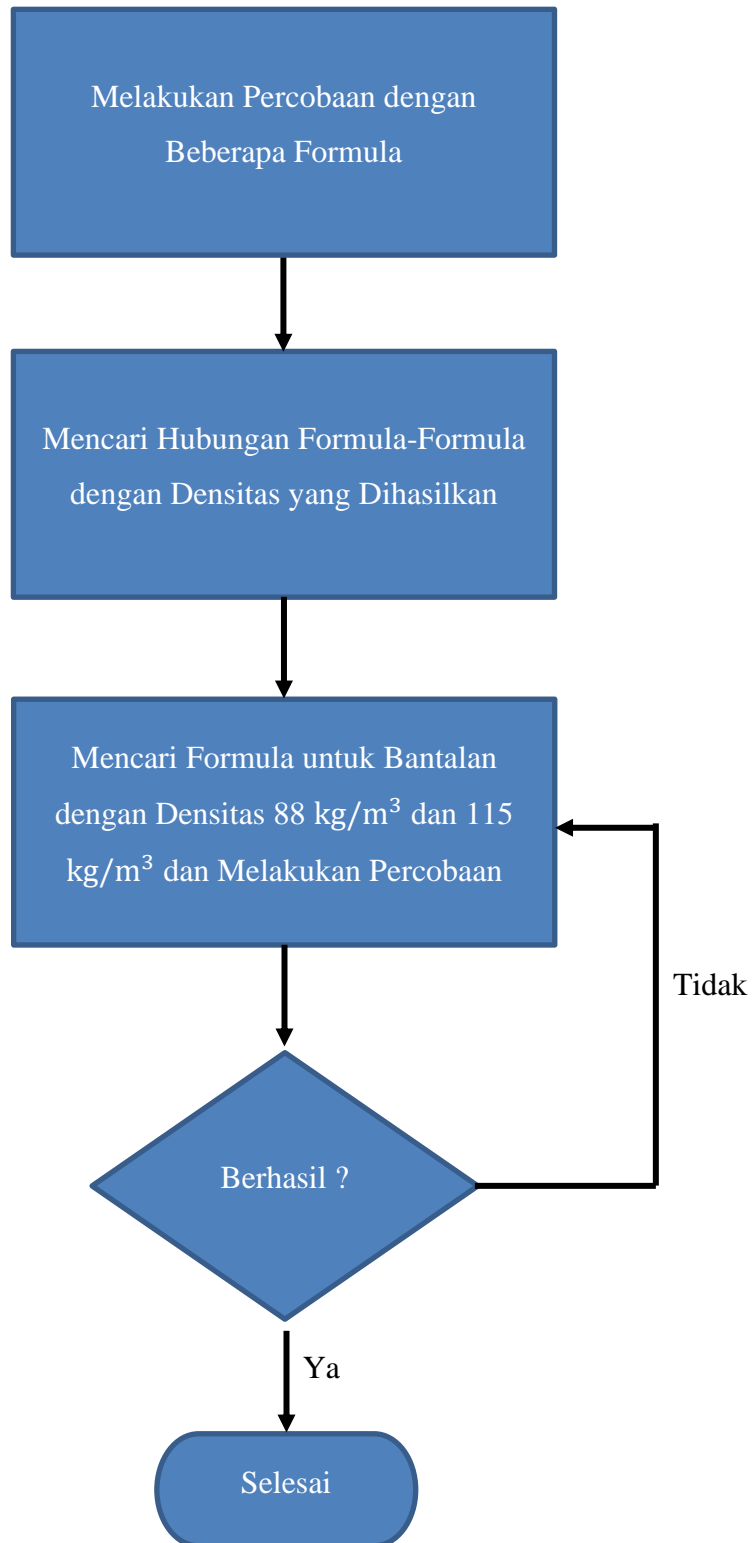 Melakukan Percobaan dengan
Beberapa Formula
Mencari Hubungan Formula-Formula
dengan Densitas yang Dihasilkan
Mencari Formula untuk Bantalan
dengan Densitas 88 kg/m³ dan 115
kg/m³ dan Melakukan Percobaan
Tidak
Berhasil ?
Ya
Selesai